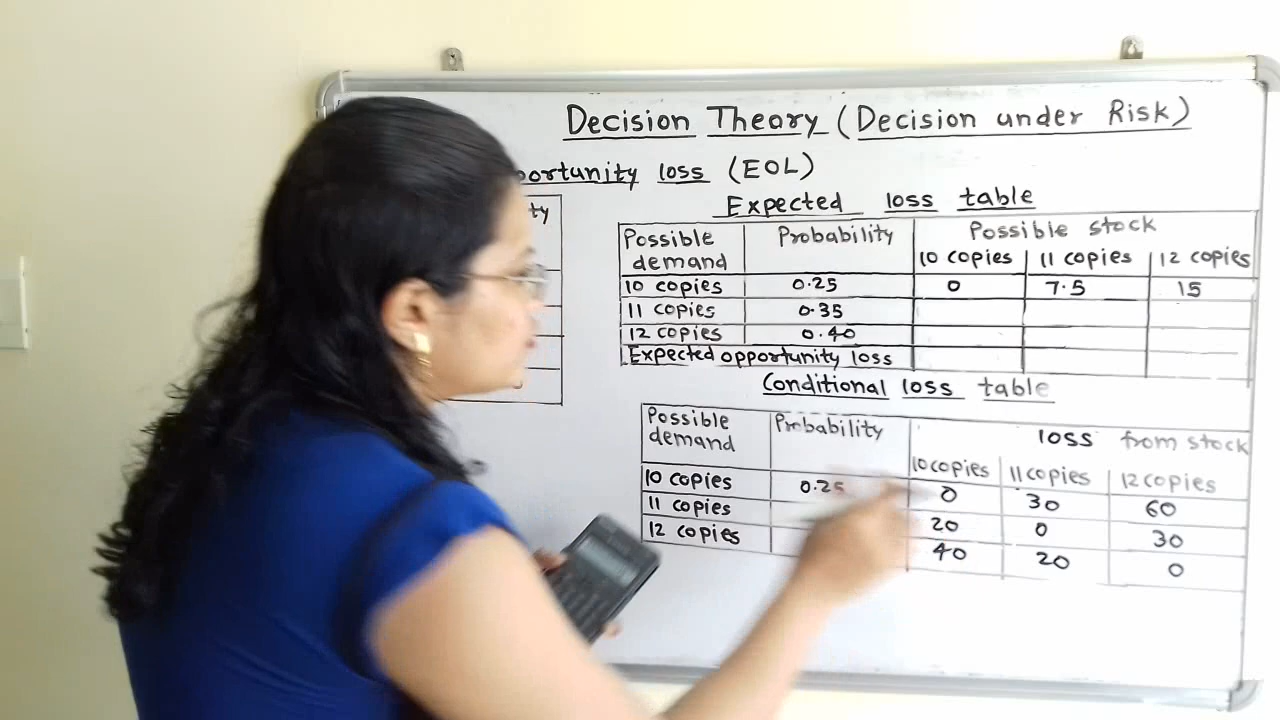 Decision Theory (Decision under Risk)
portunity loss (EOL)
ty
Expected loss table
Possible demand Probability Possible stock
10 copies 11 copies 12 copies
10 copies 0.25 0 7.5 15
11 copies 0.35
12 copies 0.40
Expected opportunity loss
Conditional loss table
Possible demand Probability loss from stock
10 copies 11 copies 12 copies
10 copies 0.25 0 30 60
11 copies 20 0 30
12 copies 40 20 0